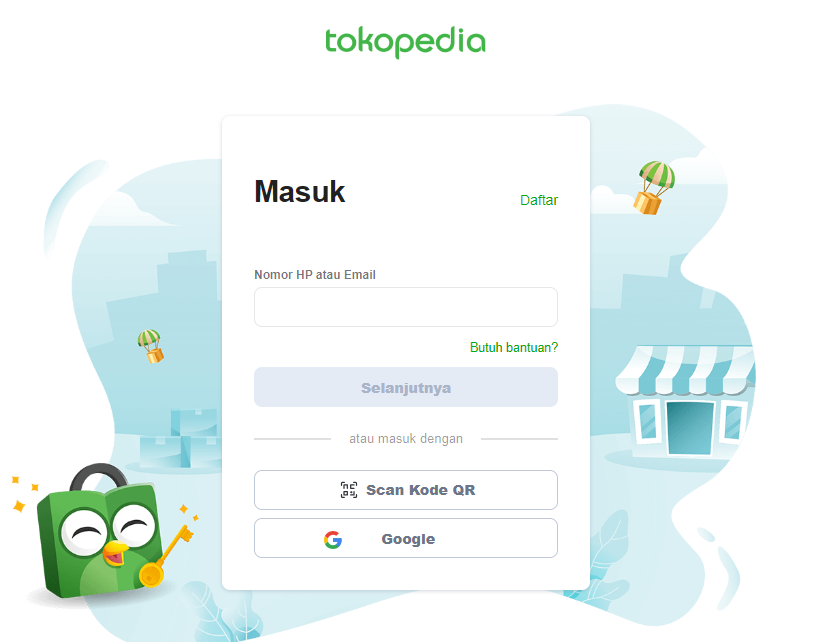 tokopedia
Masuk
Daftar
Nomor HP atau Email
Butuh bantuan?
Selanjutnya
atau masuk dengan
Scan Kode QR
Google